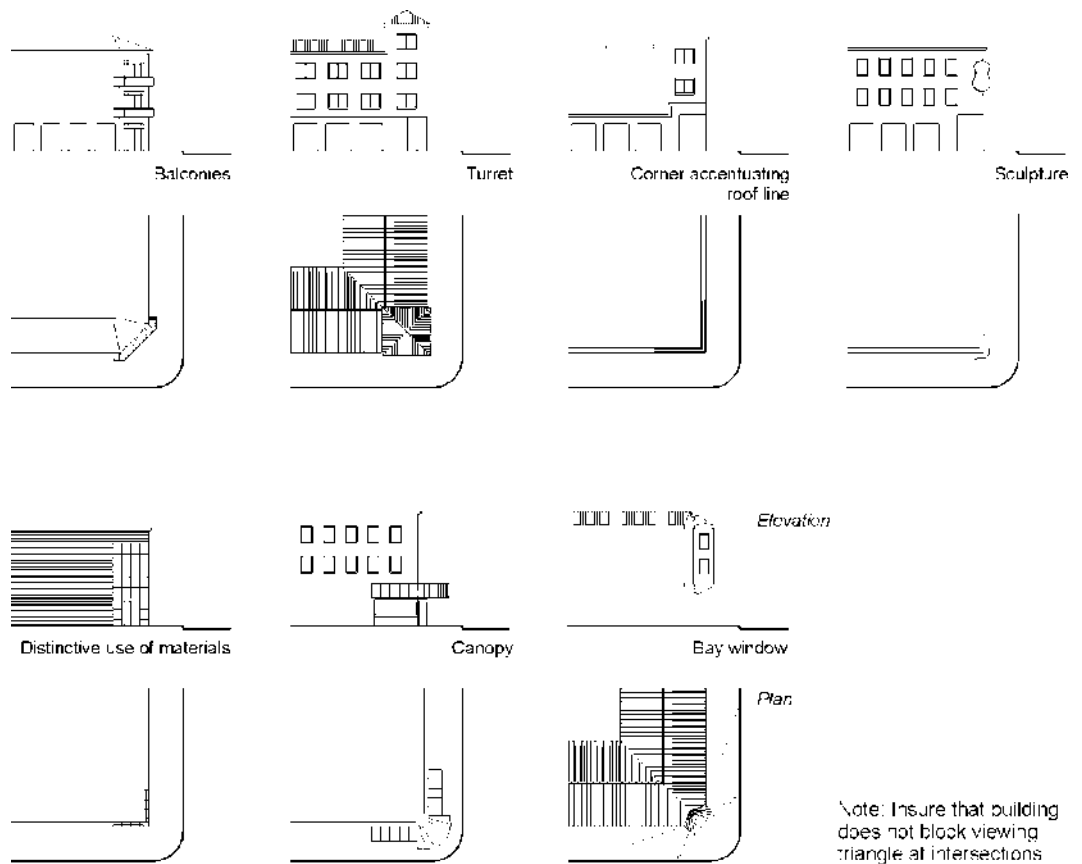 Balconies
Turret
Corner accentuating
roof line
Sculpture
Elevation
Distinctive use of materials
Canopy
Bay window
Plan
Note: Insure that building
does not block viewing
triangle at intersections